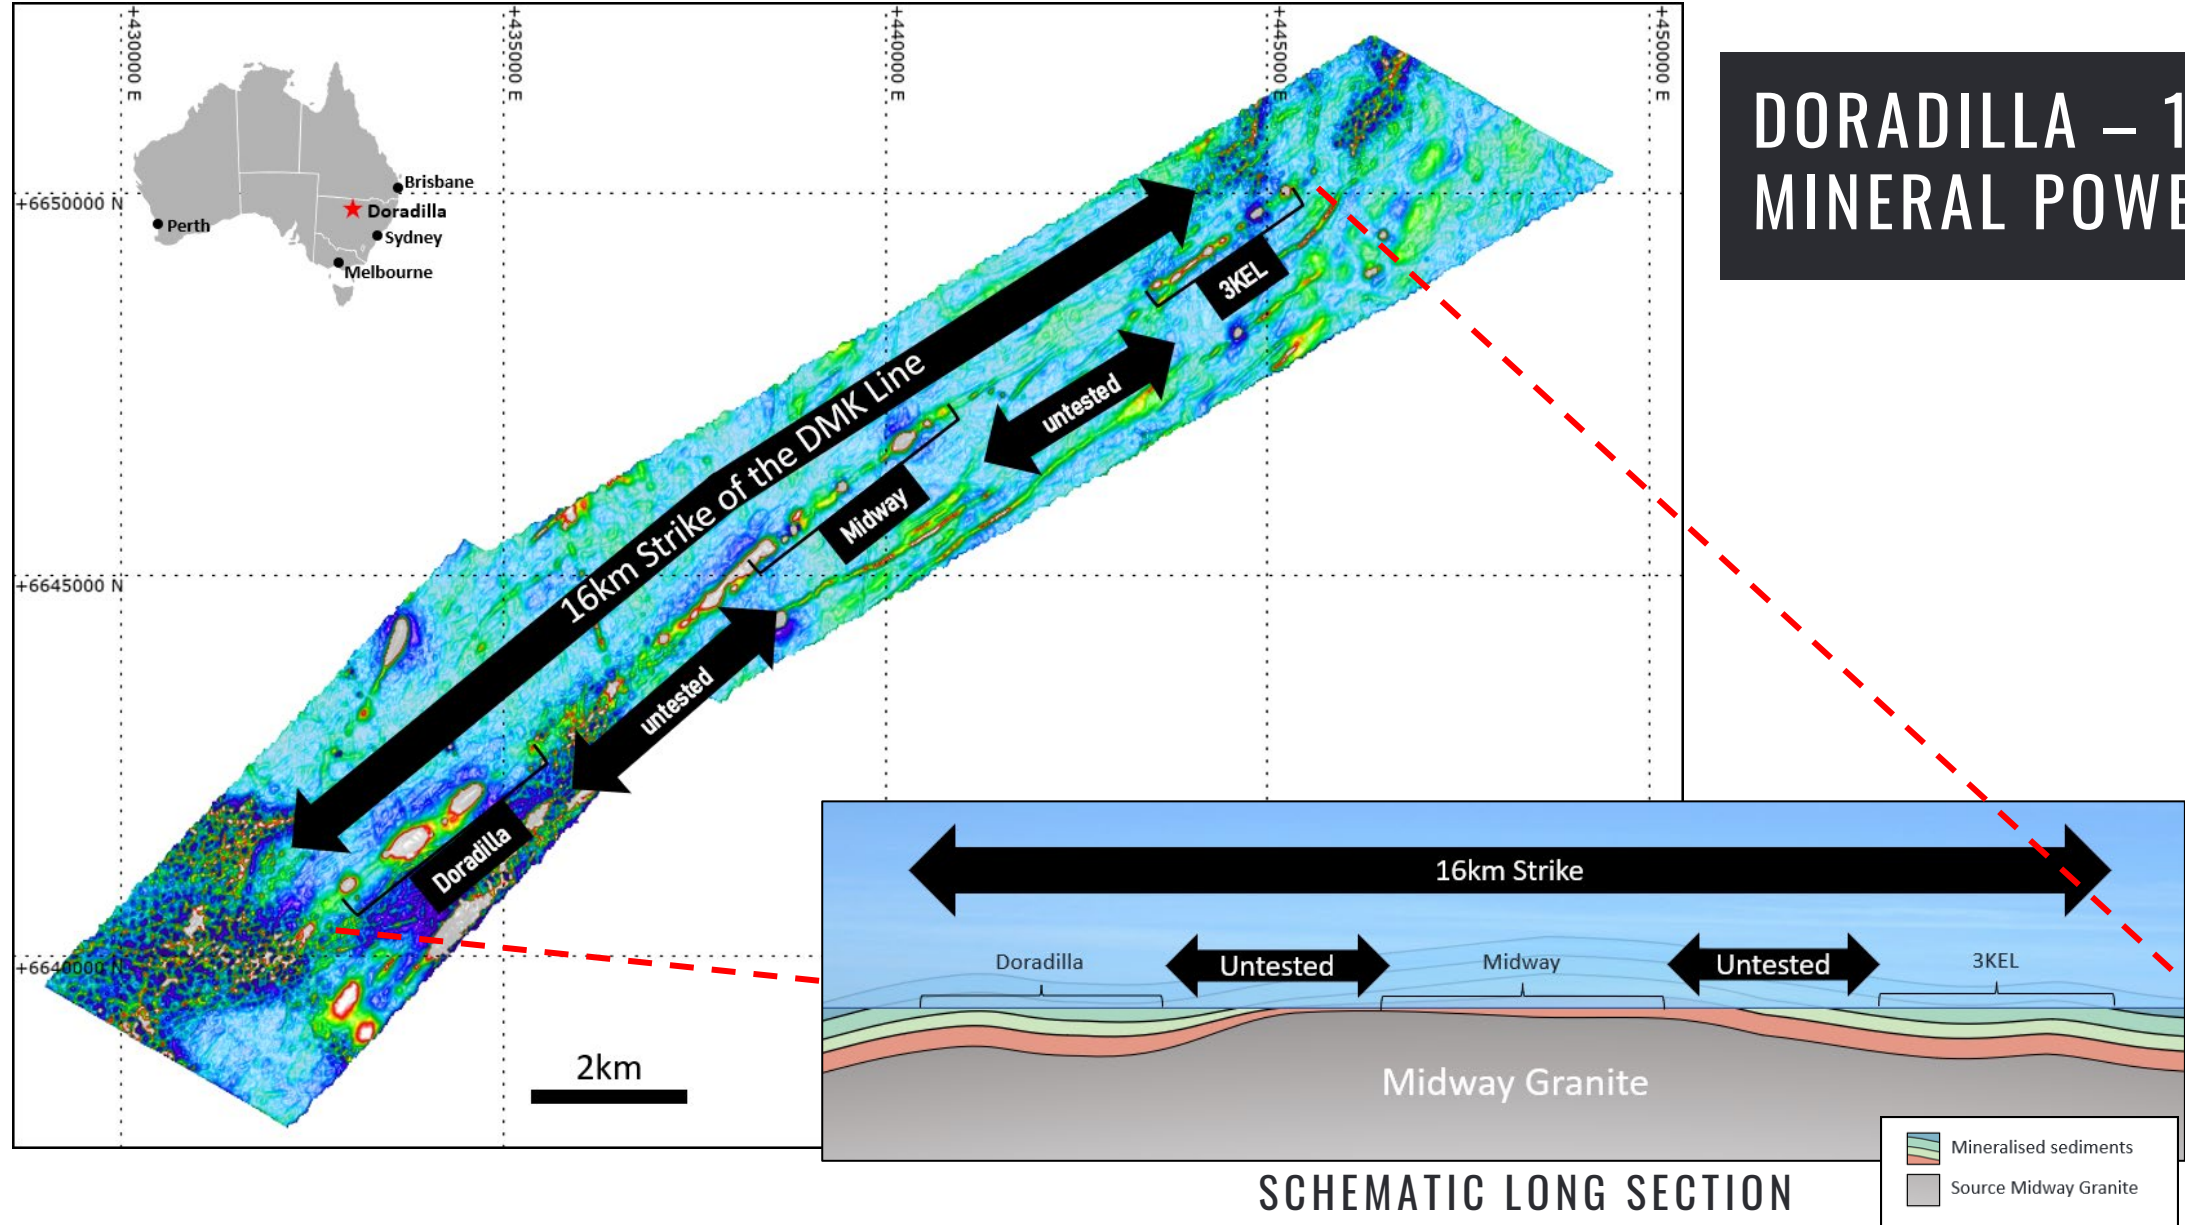 +430000 E
+435000 E
+440000 E
+445000 E
+450000 E
DORADILLA – 1
MINERAL POWE
Brisbane
Doradilla
Perth
Sydney
Melbourne
+6650000 N
3KEL
untested
16km Strike of the DMK Line
Midway
+6645000 N
untested
Doradilla
+6640000 N
2km
16km Strike
Doradilla
Untested
Midway
Untested
3KEL
Midway Granite
Mineralised sediments
Source Midway Granite
SCHEMATIC LONG SECTION